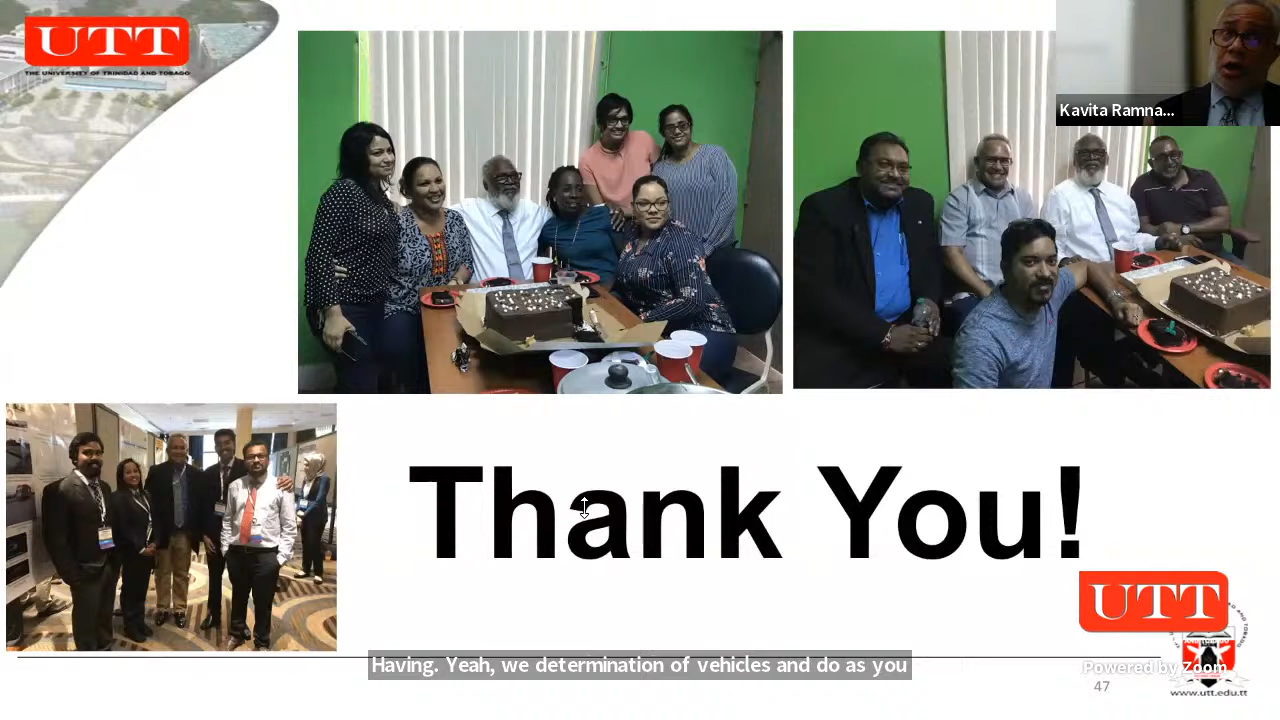 UTT
THE UNIVERSITY OF TRINIDAD AND TOBAGO
Kavita Ramna...
Thank You!
UTT
Having. Yeah, we determination of vehicles and do as you
Powered by Zoom
47
www.utt.edu.tt